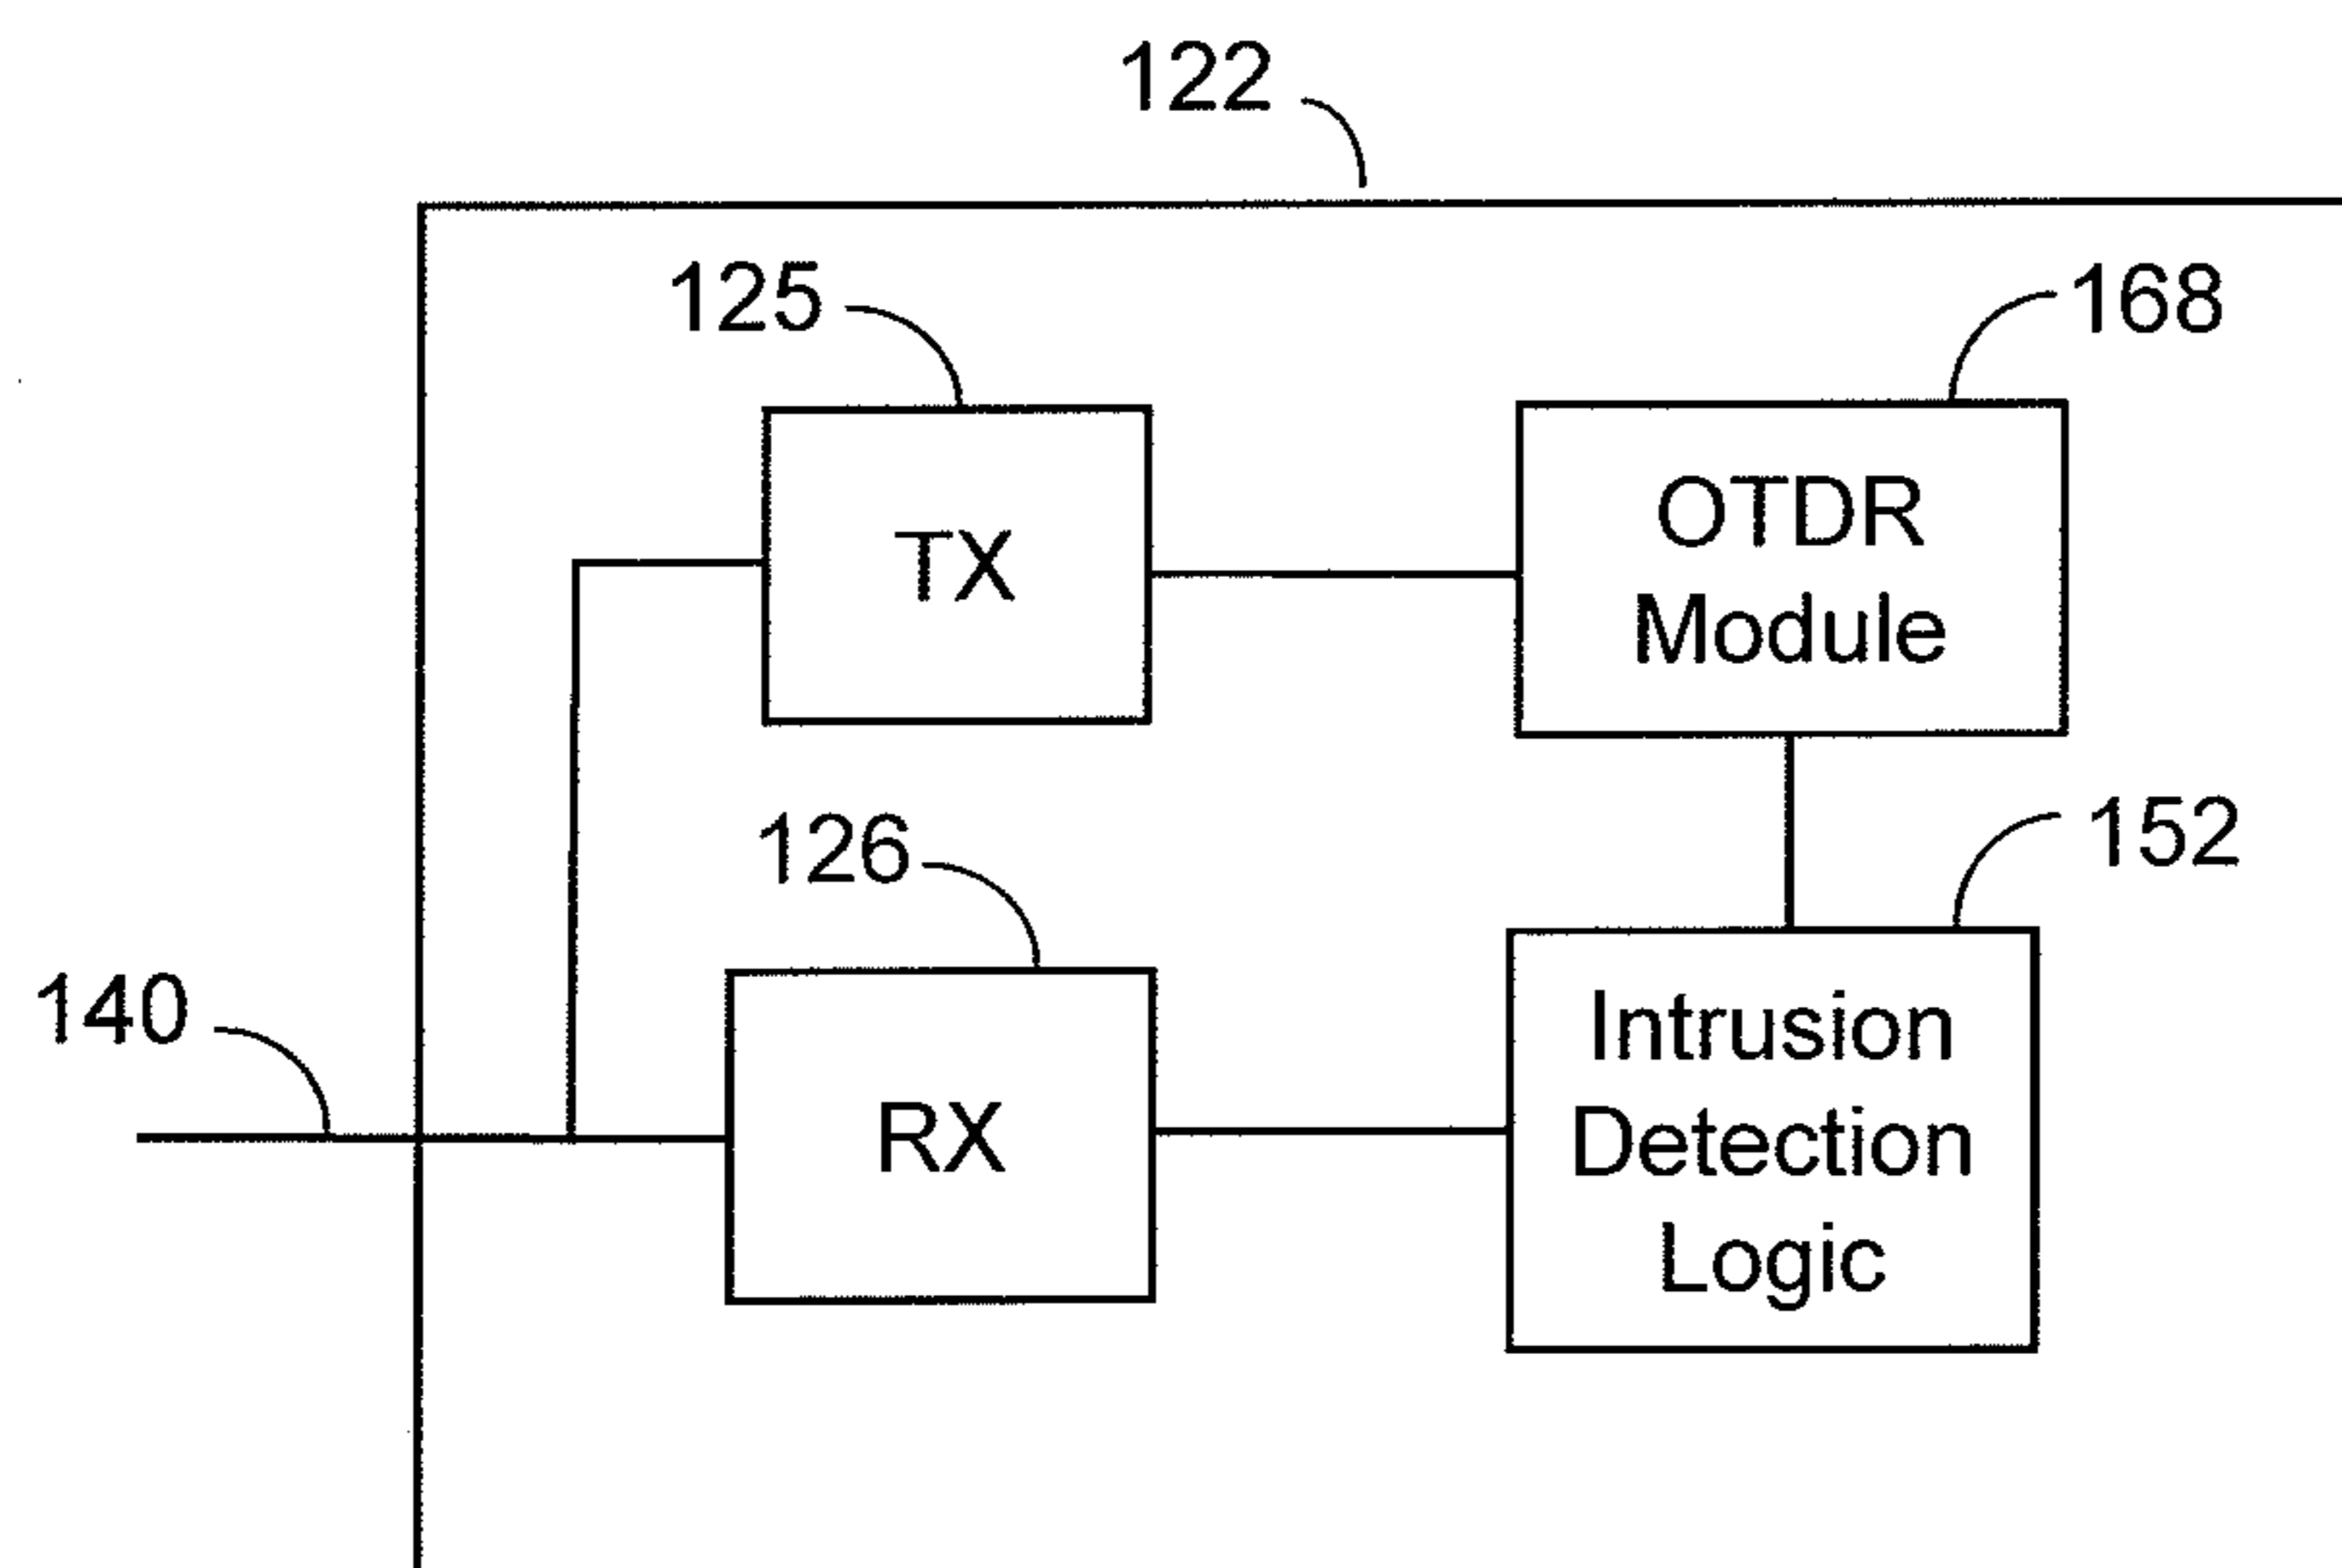 122
125
168
TX
OTDR
Module
126
152
140
RX
Intrusion
Detection
Logic